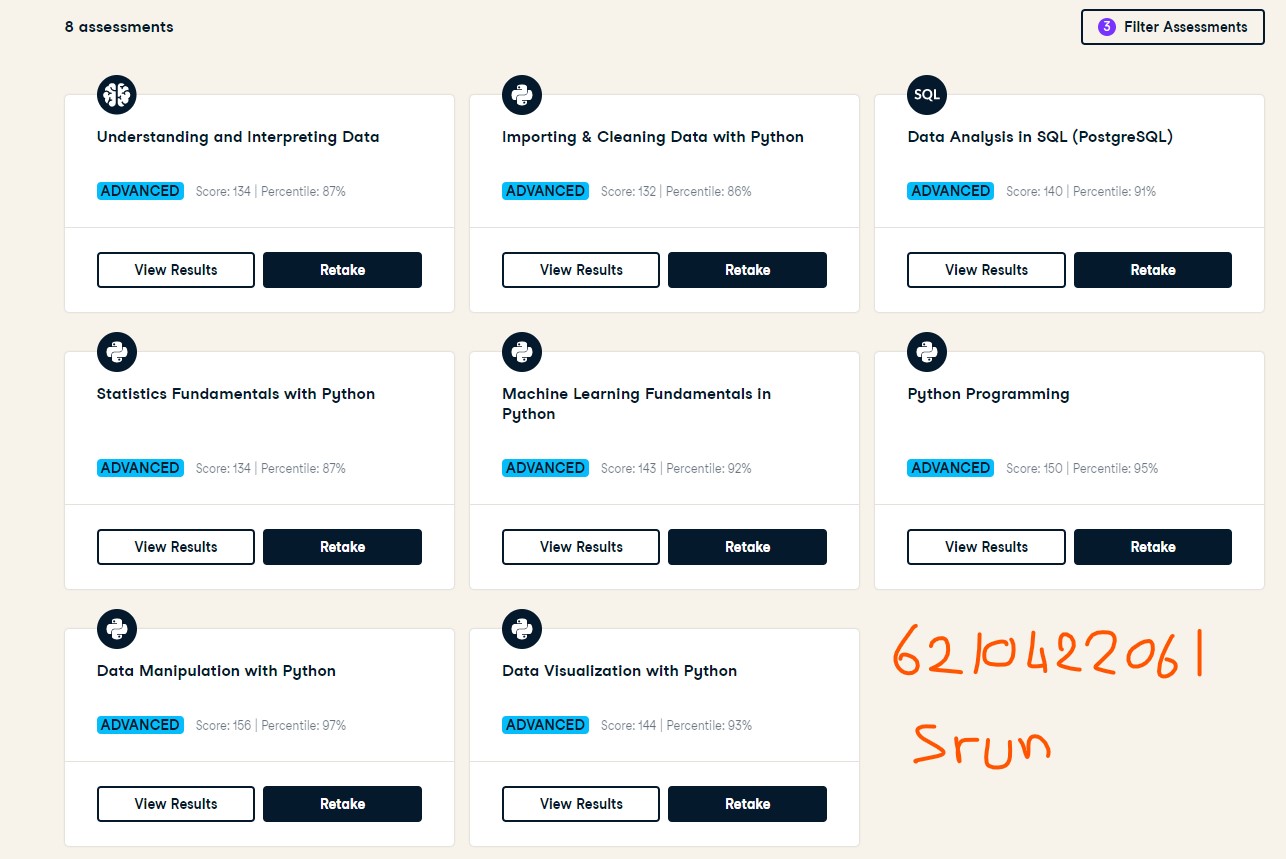 8 assessments
3 Filter Assessments
Understanding and Interpreting Data
ADVANCED Score: 134 | Percentile: 87%
View Results Retake
Importing & Cleaning Data with Python
ADVANCED Score: 132 | Percentile: 86%
View Results Retake
SQL
Data Analysis in SQL (PostgreSQL)
ADVANCED Score: 140 | Percentile: 91%
View Results Retake
Statistics Fundamentals with Python
ADVANCED Score: 134 | Percentile: 87%
View Results Retake
Machine Learning Fundamentals in
Python
ADVANCED Score: 143 | Percentile: 92%
View Results Retake
Python Programming
ADVANCED Score: 150 | Percentile: 95%
View Results Retake
Data Manipulation with Python
ADVANCED Score: 156 | Percentile: 97%
View Results Retake
Data Visualization with Python
ADVANCED Score: 144 | Percentile: 93%
View Results Retake
6210422061
Srun